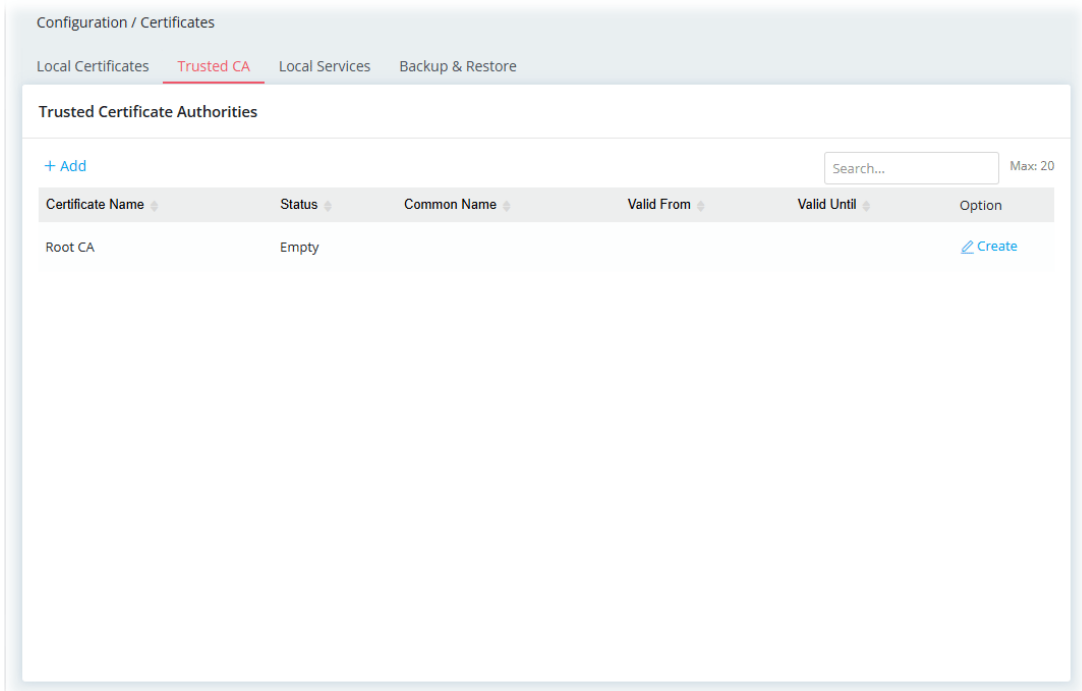 Configuration / Certificates
Local Certificates Trusted CA Local Services Backup & Restore
Trusted Certificate Authorities
+ Add Search... Max: 20
Certificate Name Status Common Name Valid From Valid Until Option
Root CA Empty Create